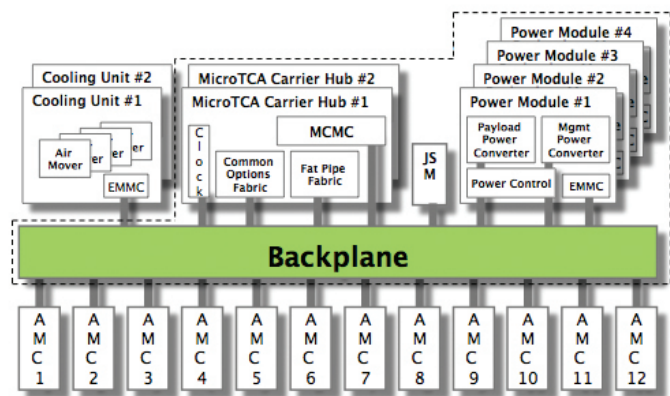 Power Module #4
Power Module #3
Cooling Unit #2
MicroTCA Carrier Hub #2
Power Module #2
Cooling Unit #1
MicroTCA Carrier Hub #1
Power Module #1
Air
Mover
EMMC
C
l
o
c
k
MCMC
Common
Options
Fabric
Fat Pipe
Fabric
JS
M
Payload
Power
Converter
Mgmt
Power
Converter
Power Control
EMMC
Backplane
A
M
C
1
A
M
C
2
A
M
C
3
A
M
C
4
A
M
C
5
A
M
C
6
A
M
C
7
A
M
C
8
A
M
C
9
A
M
C
10
A
M
C
11
A
M
C
12